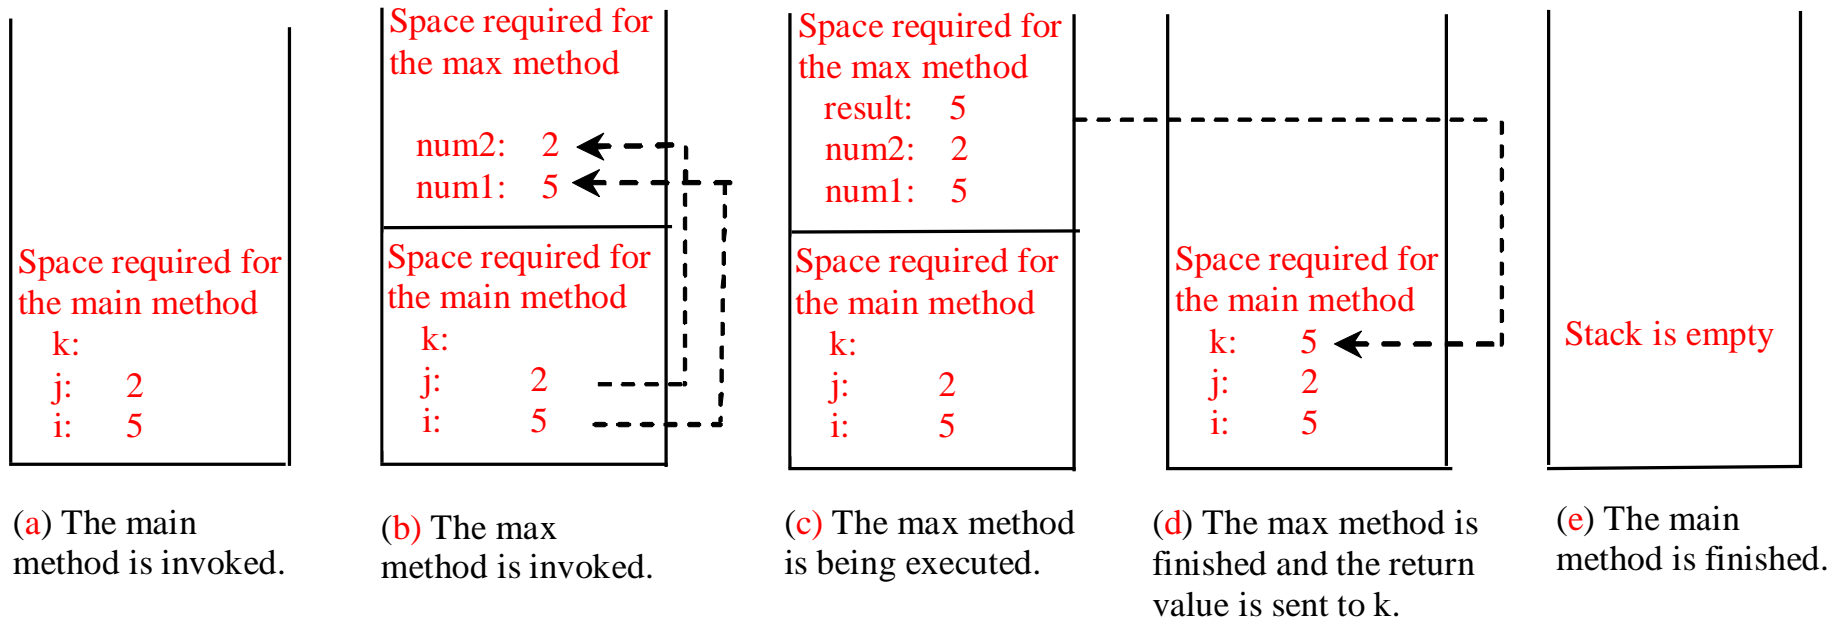 Space required for
the main method
k:
j: 2
i: 5
(a) The main
method is invoked.
Space required for
the max method
num2: 2
num1: 5
Space required for
the main method
k:
j: 2
i: 5
(b) The max
method is invoked.
Space required for
the max method
result: 5
num2: 2
num1: 5
Space required for
the main method
k:
j: 2
i: 5
(c) The max method
is being executed.
Space required for
the main method
k: 5
j: 2
i: 5
(d) The max method is
finished and the return
value is sent to k.
Stack is empty
(e) The main
method is finished.